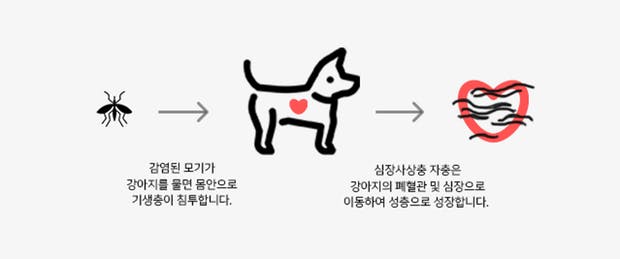 감염된 모기가
강아지를 물면 몸안으로
기생충이 침투합니다.
심장사상충 자충은
강아지의 폐혈관 및 심장으로
이동하여 성충으로 성장합니다.